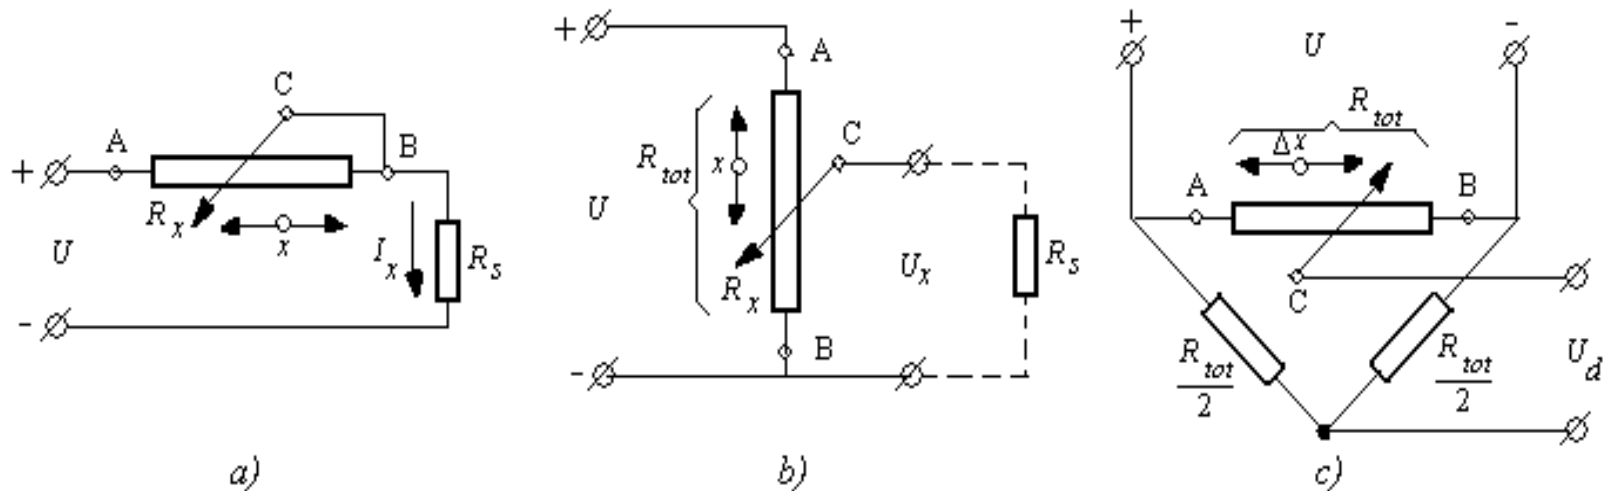 C
A
B
+
R_x
x
U
I_x
R_s
-
a)
+
A
R_tot
x
C
U
R_x
U_x
R_s
B
-
b)
+
-
U
R_tot
Δx
A
B
C
R_tot
2
R_tot
2
U_d
c)